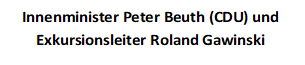 Innenminister Peter Beuth (CDU) und
Exkursionsleiter Roland Gawinski